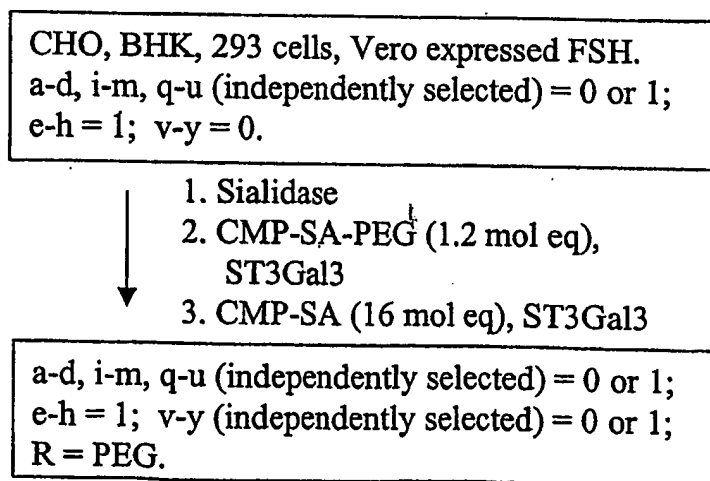 CHO, BHK, 293 cells, Vero expressed FSH.
a-d, i-m, q-u (independently selected) = 0 or 1;
e-h = 1; v-y = 0.
1. Sialidase
2. CMP-SA-PEG (1.2 mol eq),
ST3Gal3
3. CMP-SA (16 mol eq), ST3Gal3
a-d, i-m, q-u (independently selected) = 0 or 1;
e-h = 1; v-y (independently selected) = 0 or 1;
R = PEG.